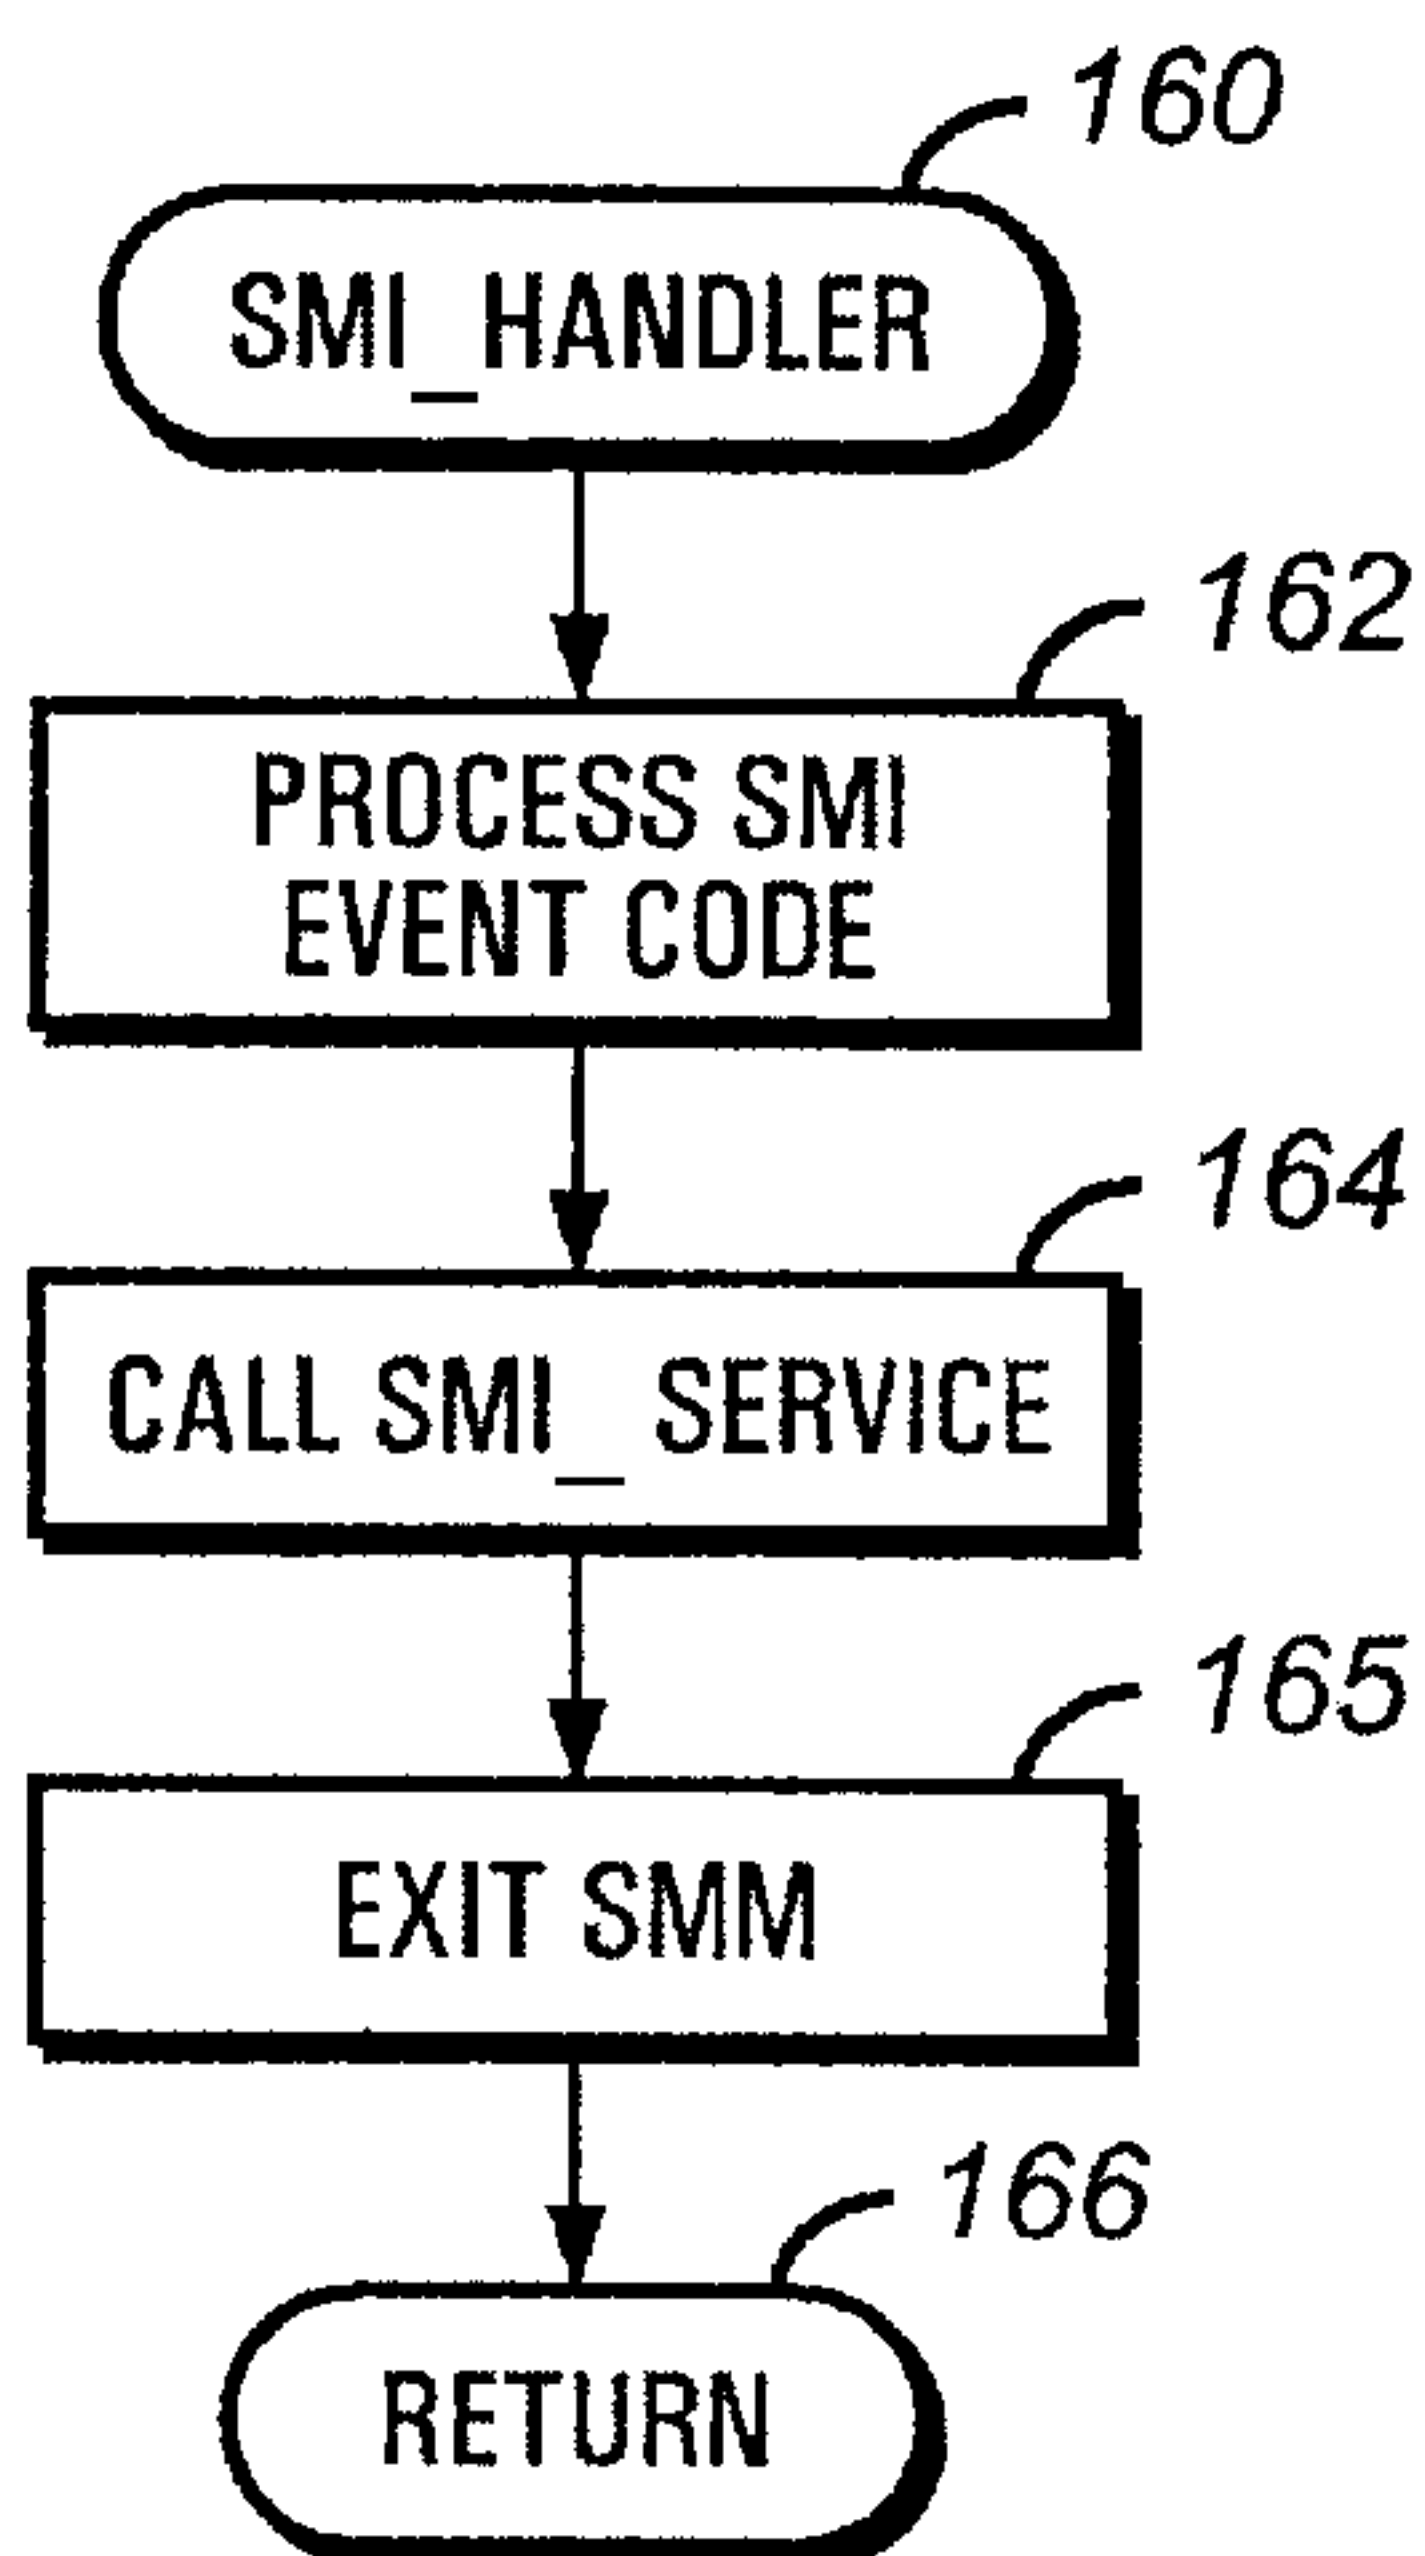 160
SMI_HANDLER
162
PROCESS SMI
EVENT CODE
164
CALL SMI_SERVICE
165
EXIT SMM
166
RETURN